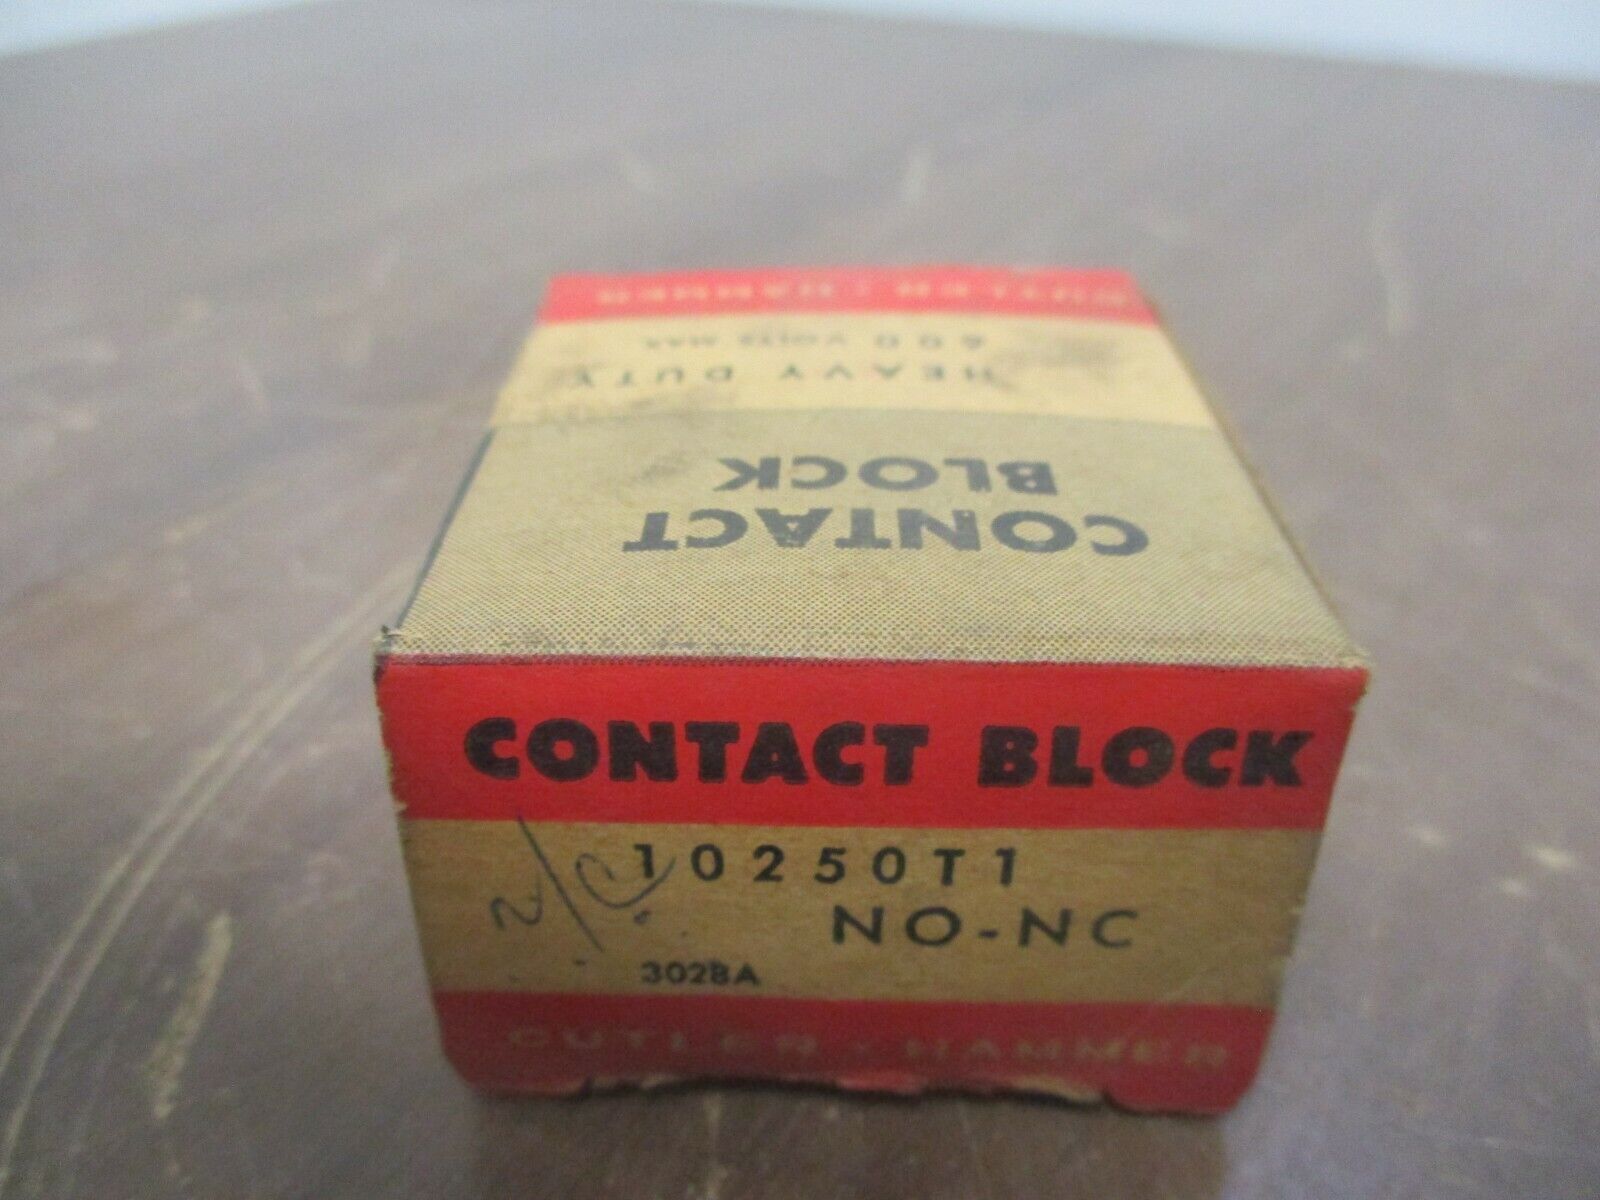 CUTLER-HAMMER
600 VOLTS MAX
HEAVY DUTY
CONTACT
BLOCK
CONTACT BLOCK
10250T1
NO-NC
302BA
CUTLER-HAMMER